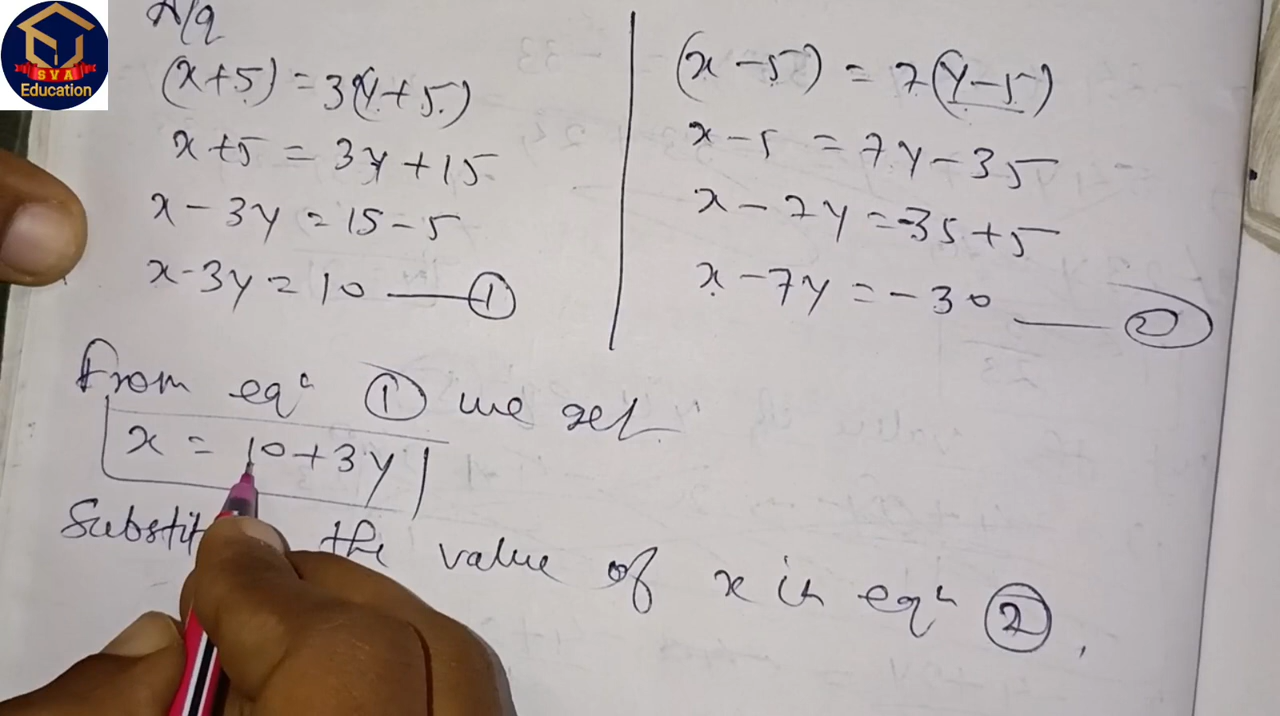 SVA
Education
A/q
(x+5) = 3(y+5)
x+5 = 3y+15
x-3y = 15-5
x-3y = 10 —— ①
(x-5) = 7(y-5)
x-5 = 7y-35
x-7y = -35+5
x-7y = -30 —— ②
From eqⁿ ① we get
x = 10+3y
the value of x in eqⁿ ②.